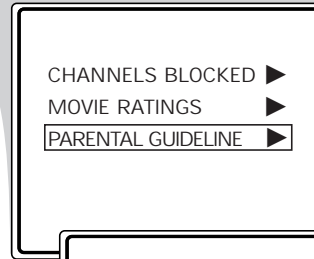 CHANNELS BLOCKED ▶
MOVIE RATINGS ▶
PARENTAL GUIDELINE ▶